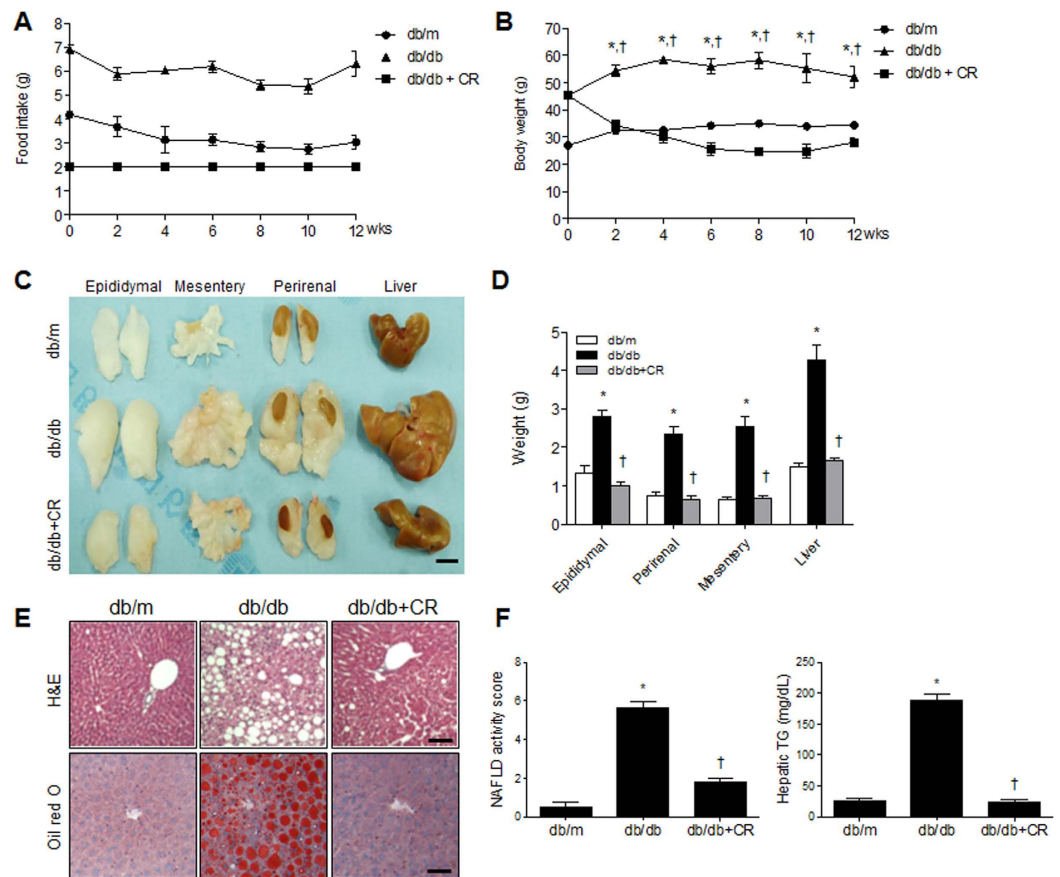 A
Food intake (g)
8
7
6
5
4
3
2
1
0
0 2 4 6 8 10 12 wks
db/m
db/db
db/db + CR
B
Body weight (g)
70
60
50
40
30
20
10
0
*,† *,† *,† *,† *,† *,†
0 2 4 6 8 10 12 wks
db/m
db/db
db/db + CR
C
Epididymal Mesentery Perirenal Liver
db/m
db/db
db/db+CR
D
Weight (g)
5
4
3
2
1
0
db/m
db/db
db/db+CR
* † * † * † * †
Epididymal Perirenal Mesentery Liver
E
db/m db/db db/db+CR
H&E
Oil red O
F
NAFLD activity score
8
6
4
2
0
* †
db/m db/db db/db+CR
Hepatic TG (mg/dL)
250
200
150
100
50
0
* †
db/m db/db db/db+CR